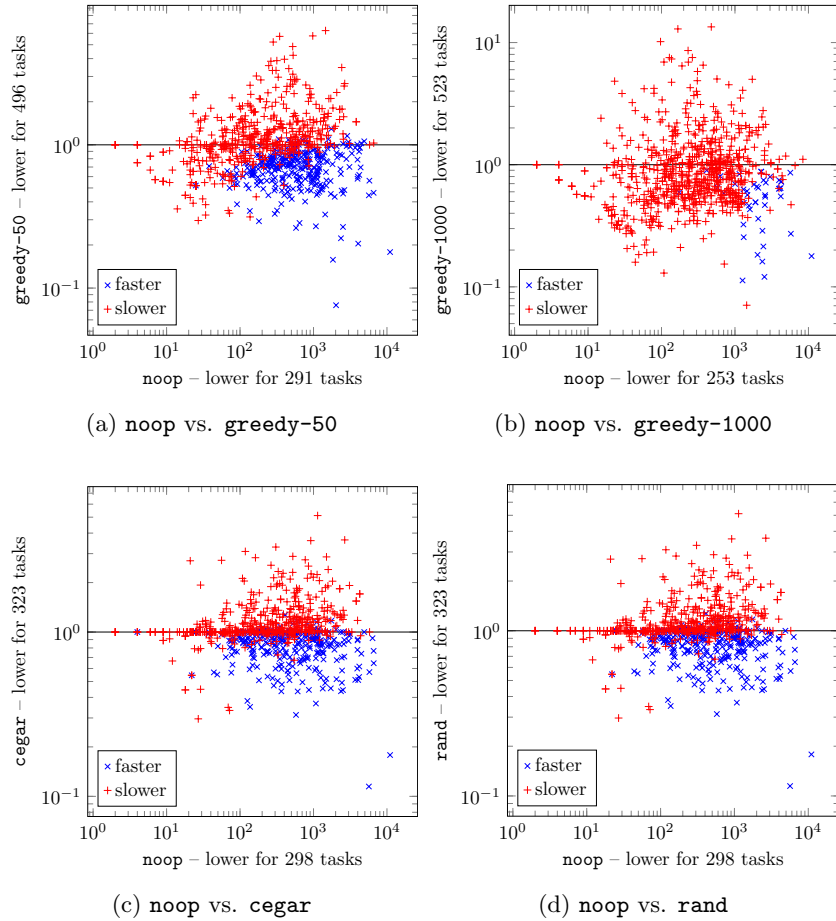 10^1
10^0
10^-1
greedy-50 – lower for 496 tasks
faster
slower
10^0 10^1 10^2 10^3 10^4
noop – lower for 291 tasks
(a) noop vs. greedy-50
10^1
10^0
10^-1
greedy-1000 – lower for 523 tasks
faster
slower
10^0 10^1 10^2 10^3 10^4
noop – lower for 253 tasks
(b) noop vs. greedy-1000
10^0
10^-1
cegar – lower for 323 tasks
faster
slower
10^0 10^1 10^2 10^3 10^4
noop – lower for 298 tasks
(c) noop vs. cegar
10^0
10^-1
rand – lower for 323 tasks
faster
slower
10^0 10^1 10^2 10^3 10^4
noop – lower for 298 tasks
(d) noop vs. rand